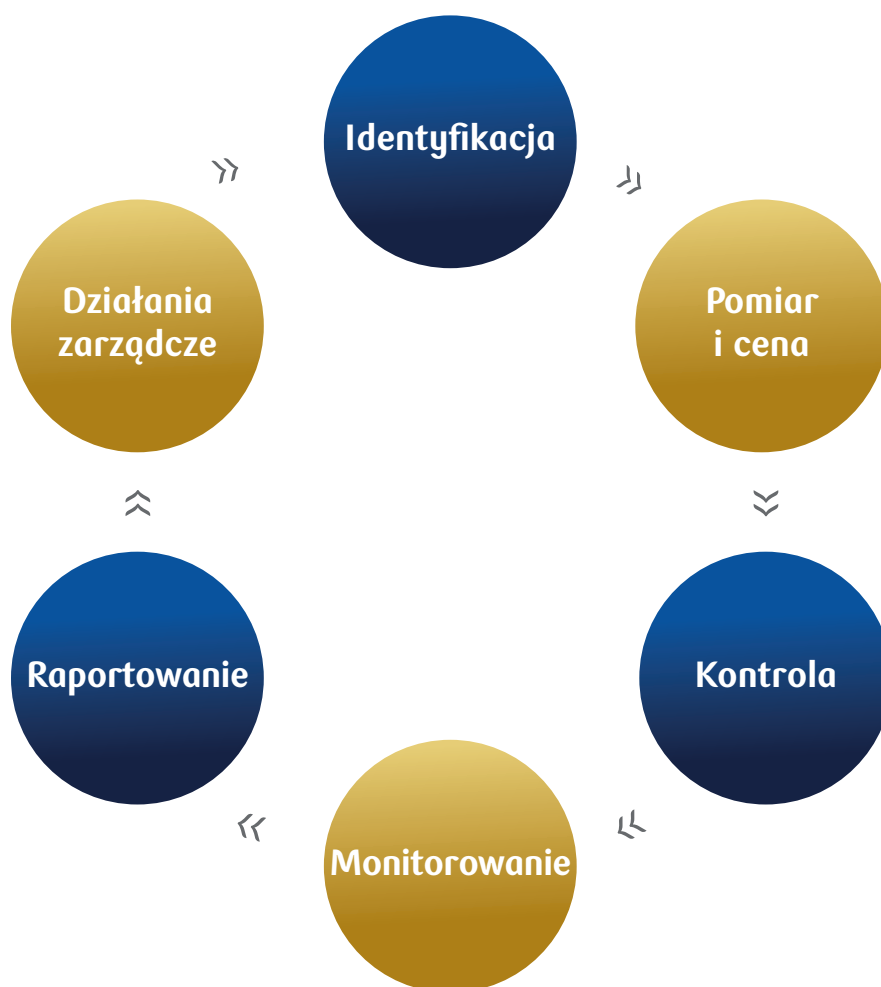 Identyfikacja
Pomiar
i cena
Kontrola
Monitorowanie
Raportowanie
Działania
zarządcze